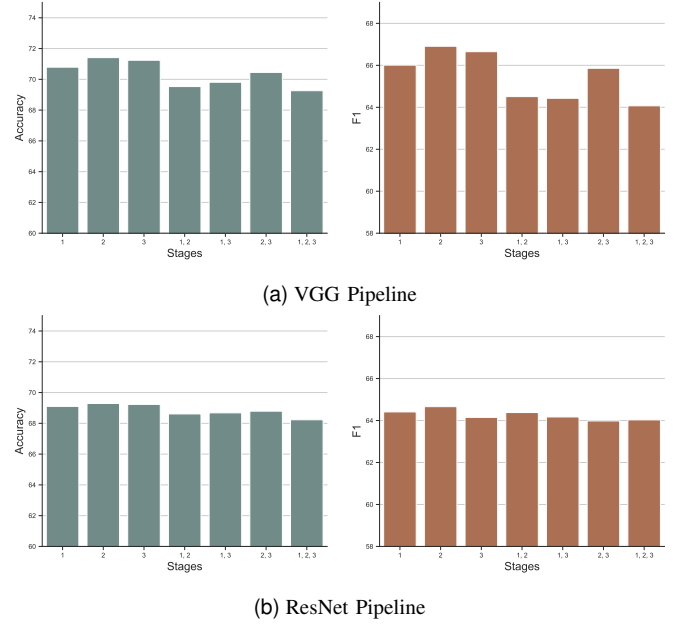 74
72
70
68
66
64
62
60
Accuracy
1 2 3 1, 2 1, 3 2, 3 1, 2, 3
Stages
68
66
64
62
60
58
F1
1 2 3 1, 2 1, 3 2, 3 1, 2, 3
Stages
(a) VGG Pipeline
74
72
70
68
66
64
62
60
Accuracy
1 2 3 1, 2 1, 3 2, 3 1, 2, 3
Stages
68
66
64
62
60
58
F1
1 2 3 1, 2 1, 3 2, 3 1, 2, 3
Stages
(b) ResNet Pipeline